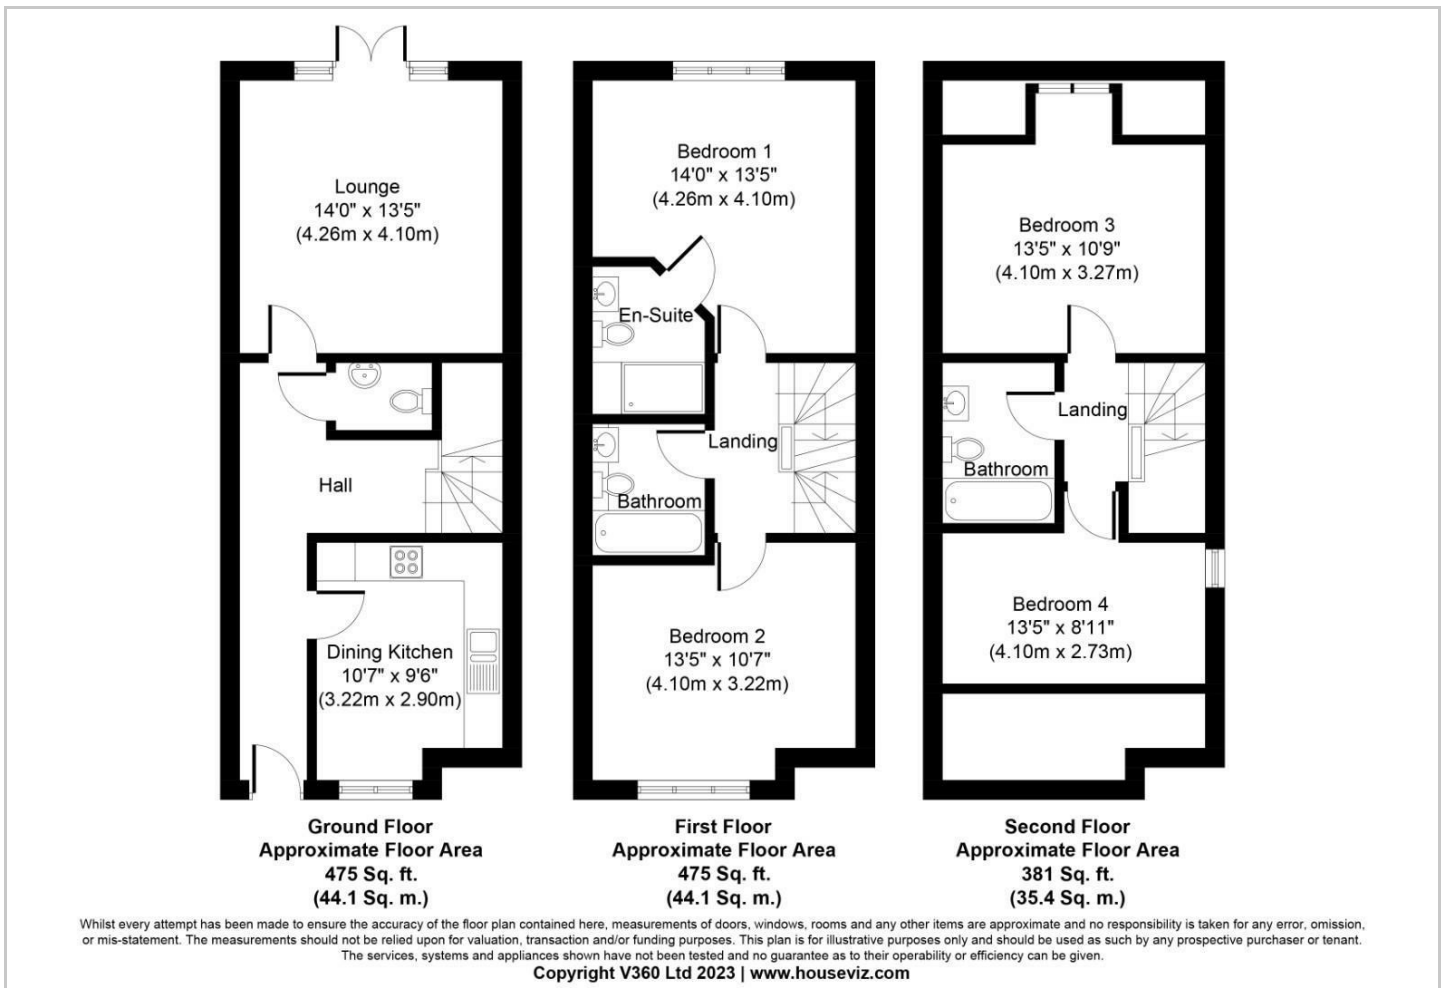 Lounge
14'0" x 13'5"
(4.26m x 4.10m)
Hall
Dining Kitchen
10'7" x 9'6"
(3.22m x 2.90m)
Ground Floor
Approximate Floor Area
475 Sq. ft.
(44.1 Sq. m.)
Bedroom 1
14'0" x 13'5"
(4.26m x 4.10m)
En-Suite
Landing
Bathroom
Bedroom 2
13'5" x 10'7"
(4.10m x 3.22m)
First Floor
Approximate Floor Area
475 Sq. ft.
(44.1 Sq. m.)
Bedroom 3
13'5" x 10'9"
(4.10m x 3.27m)
Landing
Bathroom
Bedroom 4
13'5" x 8'11"
(4.10m x 2.73m)
Second Floor
Approximate Floor Area
381 Sq. ft.
(35.4 Sq. m.)
Whilst every attempt has been made to ensure the accuracy of the floor plan contained here, measurements of doors, windows, rooms and any other items are approximate and no responsibility is taken for any error, omission,
or mis-statement. The measurements should not be relied upon for valuation, transaction and/or funding purposes. This plan is for illustrative purposes only and should be used as such by any prospective purchaser or tenant.
The services, systems and appliances shown have not been tested and no guarantee as to their operability or efficiency can be given.
Copyright V360 Ltd 2023 | www.houseviz.com